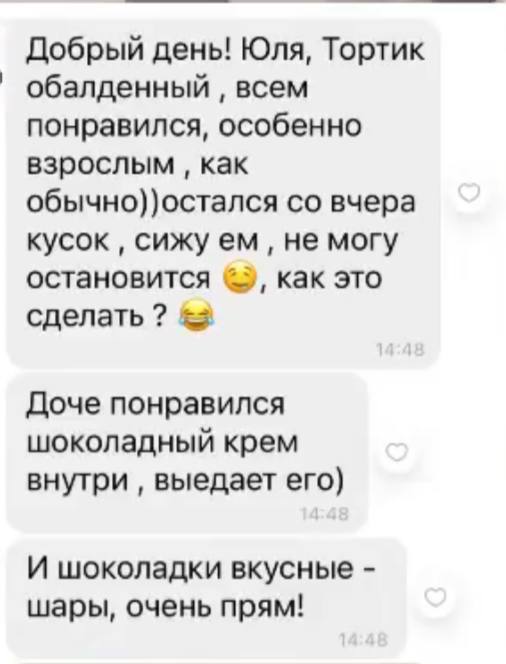 Добрый день! Юля, Тортик
обалденный , всем
понравился, особенно
взрослым , как
обычно))остался со вчера
кусок , сижу ем , не могу
остановится 🤤, как это
сделать ? 😂
14:48
Доче понравился
шоколадный крем
внутри , выедает его)
14:48
И шоколадки вкусные -
шары, очень прям!
14:48